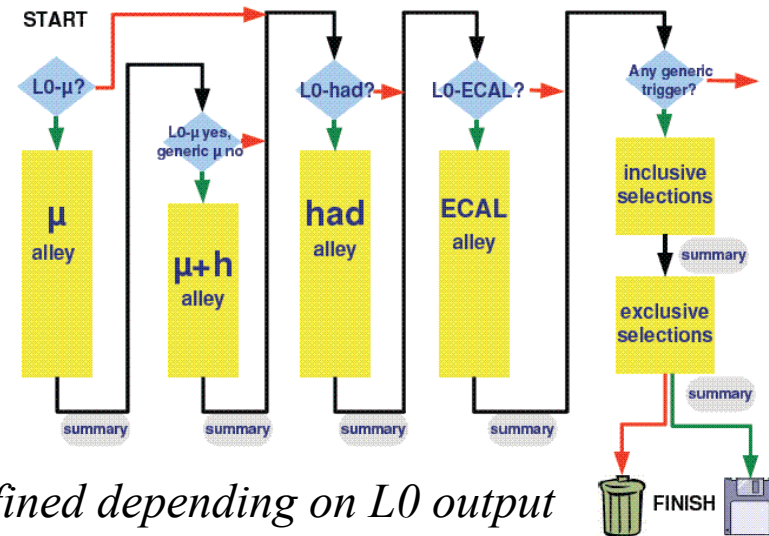 START
L0-μ?
μ
alley
summary
L0-μ yes,
generic μ no
μ+h
alley
summary
L0-had?
had
alley
summary
L0-ECAL?
ECAL
alley
summary
Any generic
trigger?
inclusive
selections
summary
exclusive
selections
summary
FINISH
fined depending on L0 output